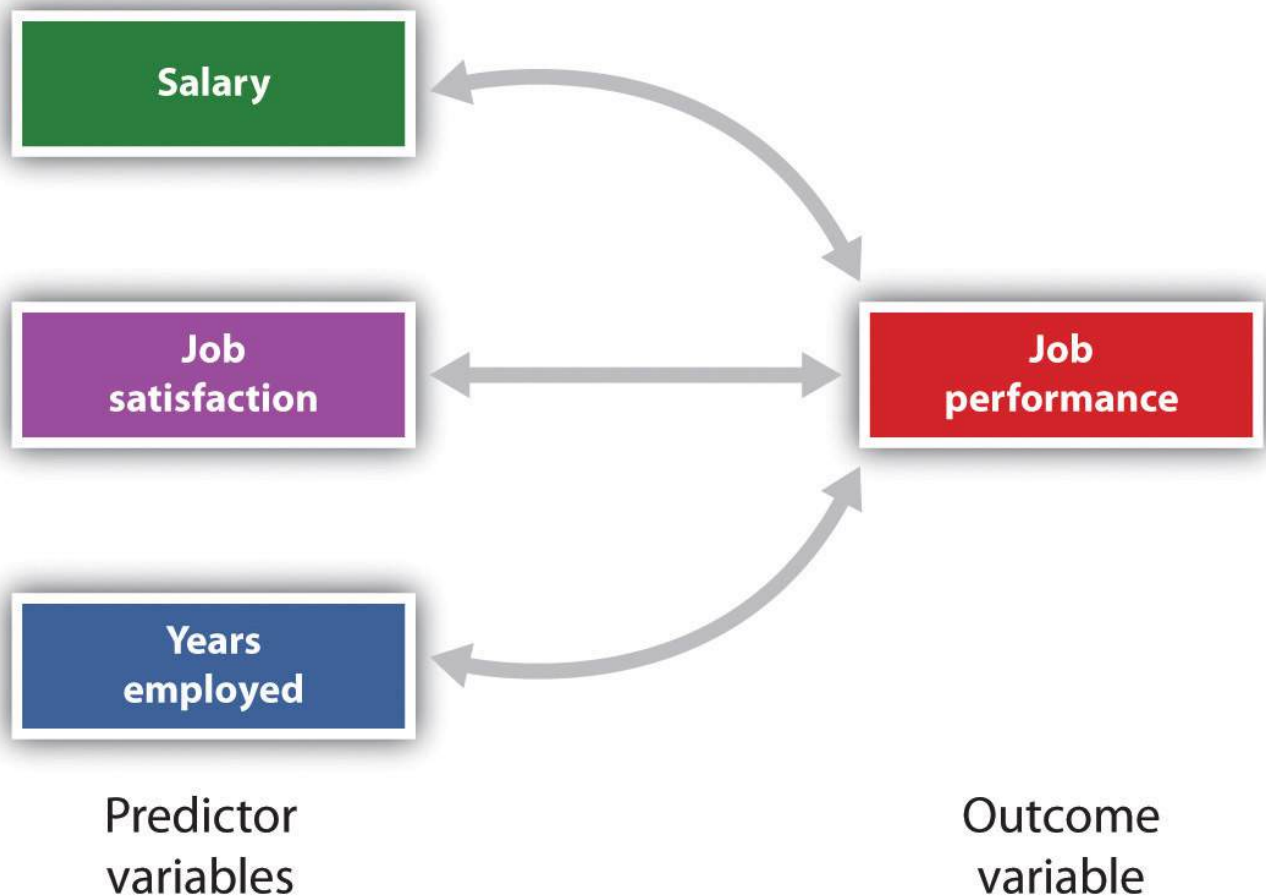 Salary
Job
satisfaction
Job
performance
Years
employed
Predictor
variables
Outcome
variable